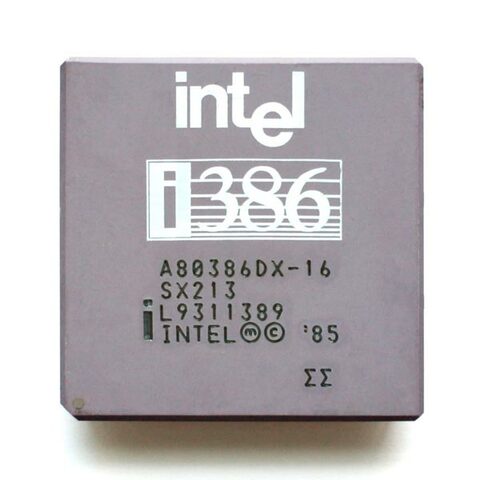 intel
i386
A80386DX-16
SX213
i L9311389
INTEL ⓜ © '85
ΣΣ